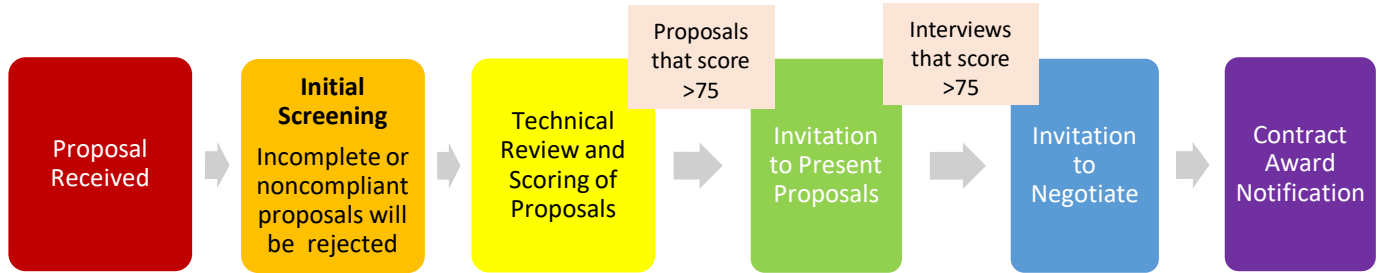 Proposal
Received
Initial
Screening
Incomplete or
noncompliant
proposals will
be rejected
Technical
Review and
Scoring of
Proposals
Proposals
that score
>75
Invitation
to Present
Proposals
Interviews
that score
>75
Invitation
to
Negotiate
Contract
Award
Notification